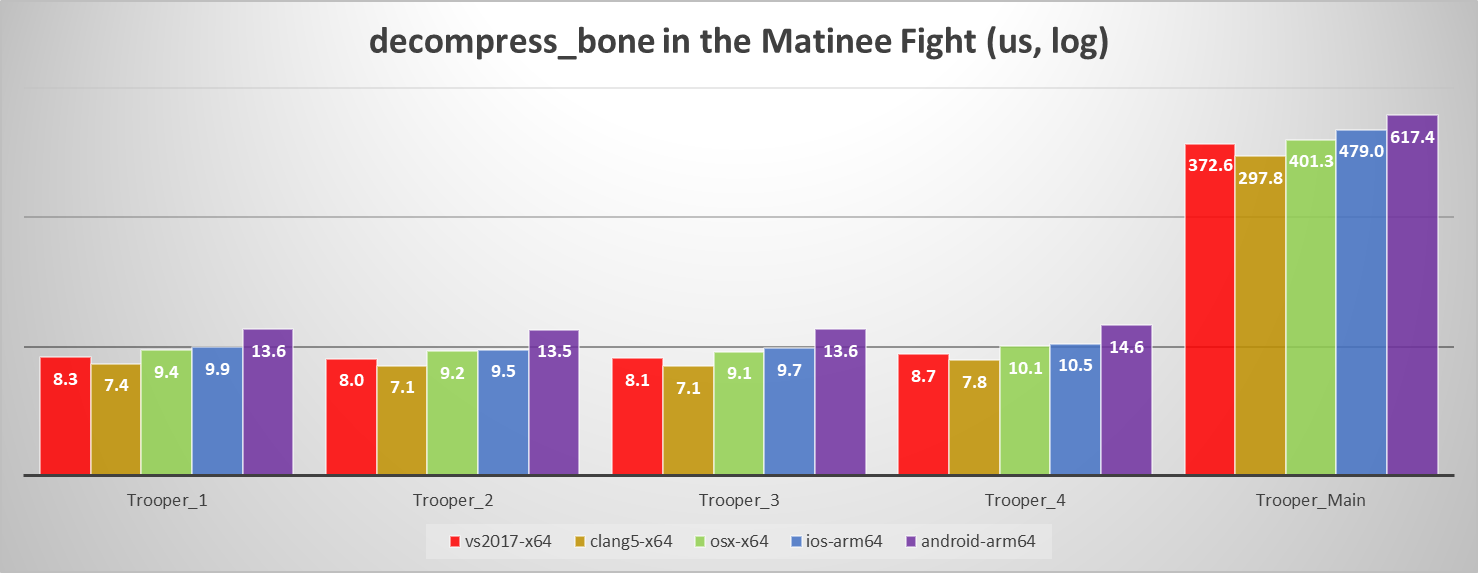 decompress_bone in the Matinee Fight (us, log)
8.3 7.4 9.4 9.9 13.6 8.0 7.1 9.2 9.5 13.5 8.1 7.1 9.1 9.7 13.6 8.7 7.8 10.1 10.5 14.6 372.6 297.8 401.3 479.0 617.4
Trooper_1 Trooper_2 Trooper_3 Trooper_4 Trooper_Main
vs2017-x64 clang5-x64 osx-x64 ios-arm64 android-arm64